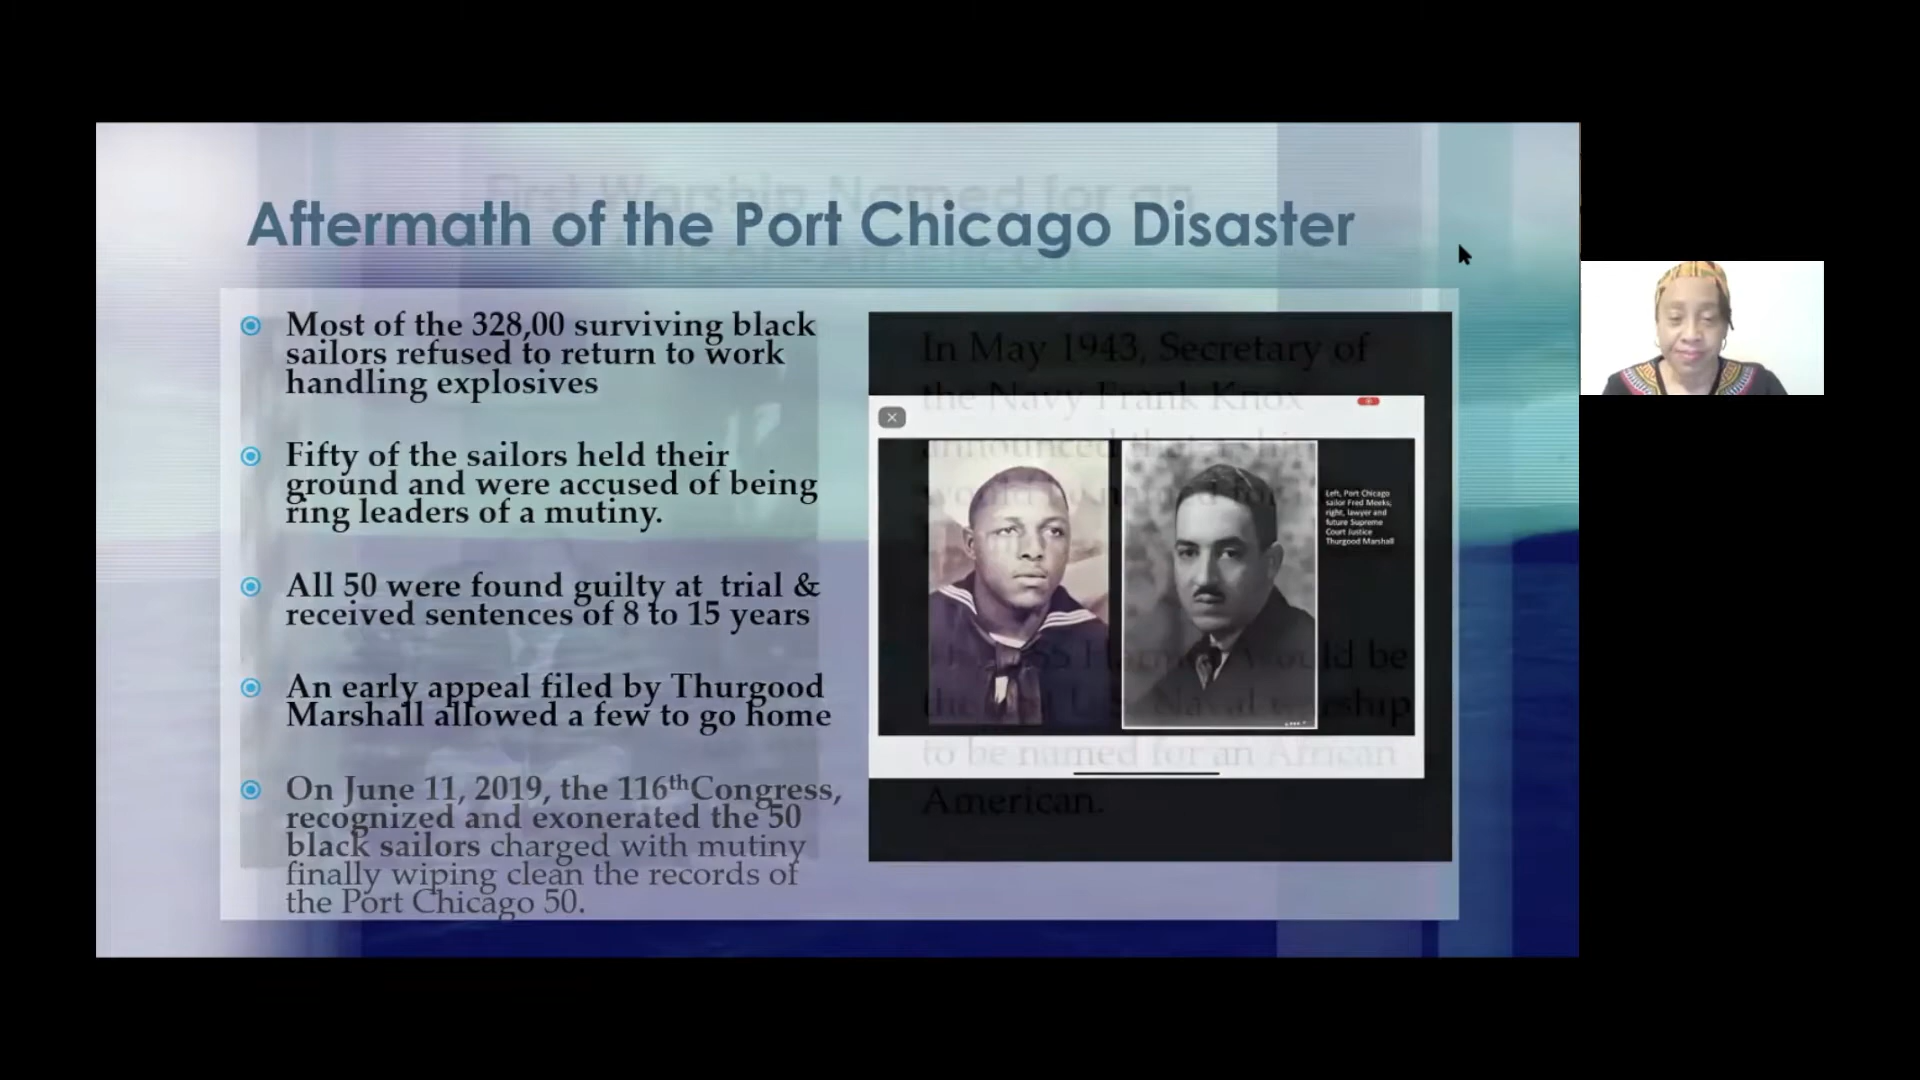 First Warship Named for an
Aftermath of the Port Chicago Disaster
Most of the 328,00 surviving black
sailors refused to return to work
handling explosives
Fifty of the sailors held their
ground and were accused of being
ring leaders of a mutiny.
All 50 were found guilty at trial &
received sentences of 8 to 15 years
An early appeal filed by Thurgood
Marshall allowed a few to go home
On June 11, 2019, the 116thCongress,
recognized and exonerated the 50
black sailors charged with mutiny
finally wiping clean the records of
the Port Chicago 50.
In May 1943, Secretary of
the Navy Frank Knox
announced that a ship
would be named for
would be
the first U.S. Naval warship
to be named for an African
American.
Left, Port Chicago
sailor Fred Meeks,
right, lawyer and
future Supreme
Court Justice
Thurgood Marshall